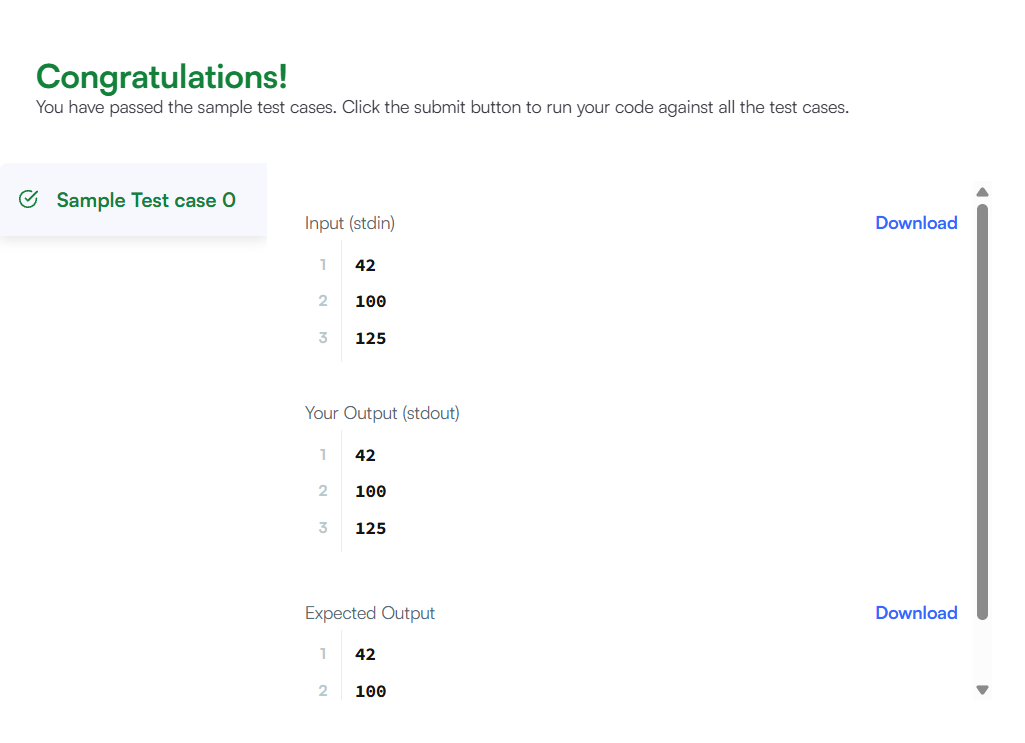 Congratulations!
You have passed the sample test cases. Click the submit button to run your code against all the test cases.
Sample Test case 0
Input (stdin)
Download
1 42
2 100
3 125
Your Output (stdout)
1 42
2 100
3 125
Expected Output
Download
1 42
2 100